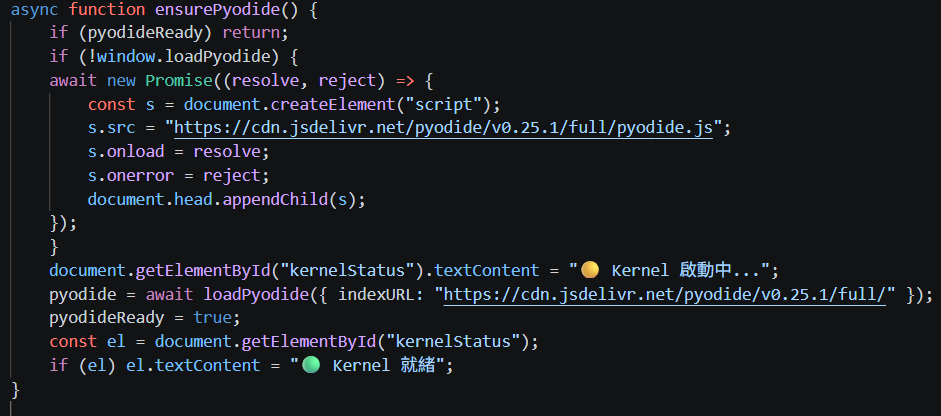 async function ensurePyodide() {
    if (pyodideReady) return;
    if (!window.loadPyodide) {
    await new Promise((resolve, reject) => {
        const s = document.createElement("script");
        s.src = "https://cdn.jsdelivr.net/pyodide/v0.25.1/full/pyodide.js";
        s.onload = resolve;
        s.onerror = reject;
        document.head.appendChild(s);
    });
    }
    document.getElementById("kernelStatus").textContent = "🟡 Kernel 啟動中...";
    pyodide = await loadPyodide({ indexURL: "https://cdn.jsdelivr.net/pyodide/v0.25.1/full/" });
    pyodideReady = true;
    const el = document.getElementById("kernelStatus");
    if (el) el.textContent = "🟢 Kernel 就緒";
}